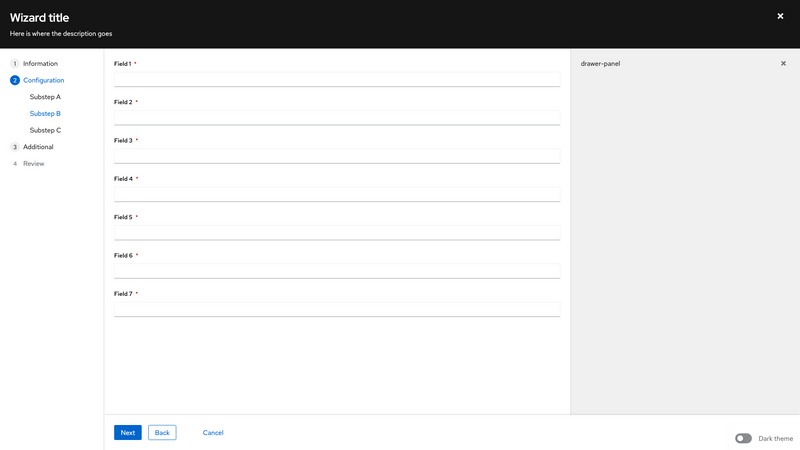 Wizard title
Here is where the description goes
1 Information
2 Configuration
Substep A
Substep B
Substep C
3 Additional
4 Review
Field 1 *
Field 2 *
Field 3 *
Field 4 *
Field 5 *
Field 6 *
Field 7 *
drawer-panel
Next
Back
Cancel
Dark theme